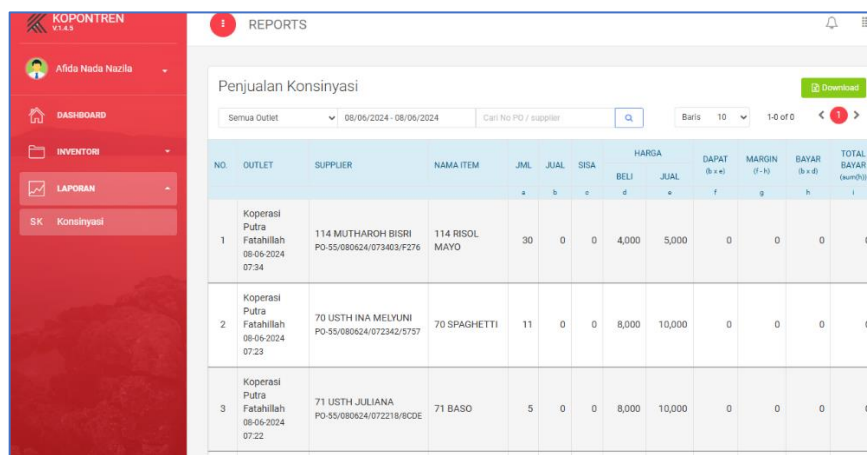 KOPONTREN
V.1.4.5
REPORTS
Afida Nada Nazila
DASHBOARD
INVENTORI
LAPORAN
SK Konsinyasi
Penjualan Konsinyasi
Download
Semua Outlet 08/06/2024 - 08/06/2024 Cari No PO / supplier Baris 10 1-0 of 0 1
NO. OUTLET SUPPLIER NAMA ITEM JML JUAL SISA HARGA DAPAT MARGIN BAYAR TOTAL BAYAR
BELI JUAL (b x e) (f - h) (b x d) (sum(h))
a b c d e f g h i
1 Koperasi Putra Fatahillah 114 MUTHAROH BISRI 114 RISOL MAYO 30 0 0 4,000 5,000 0 0 0
08-06-2024 07:34 PO-55/080624/073403/F276
2 Koperasi Putra Fatahillah 70 USTH INA MELYUNI 70 SPAGHETTI 11 0 0 8,000 10,000 0 0 0
08-06-2024 07:23 PO-55/080624/072342/5757
3 Koperasi Putra Fatahillah 71 USTH JULIANA 71 BASO 5 0 0 8,000 10,000 0 0 0
08-06-2024 07:22 PO-55/080624/072218/8CDE